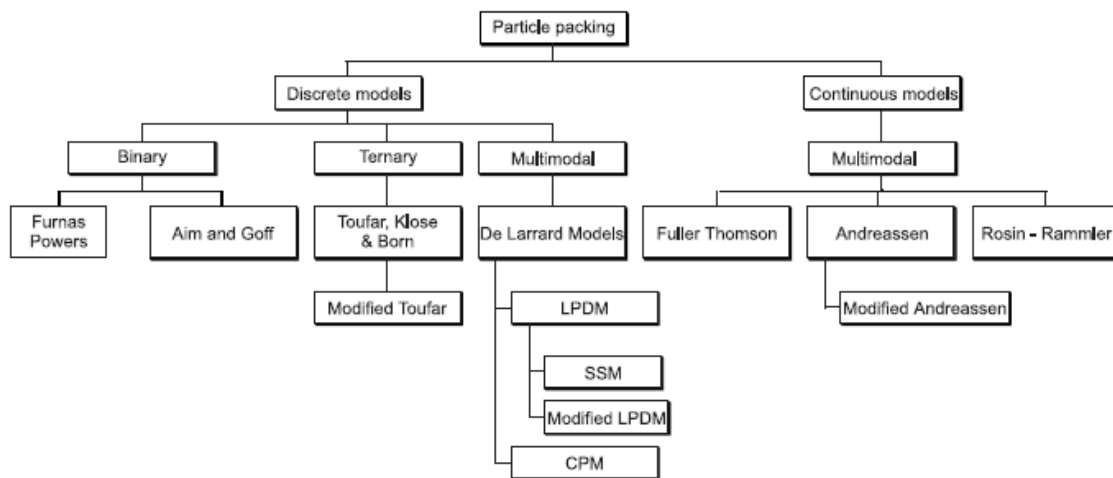 Particle packing
Discrete models
Continuous models
Binary
Ternary
Multimodal
Multimodal
Furnas
Powers
Aim and Goff
Toufar, Klose
& Born
De Larrard Models
Fuller Thomson
Andreassen
Rosin - Rammler
Modified Toufar
LPDM
Modified Andreassen
SSM
Modified LPDM
CPM